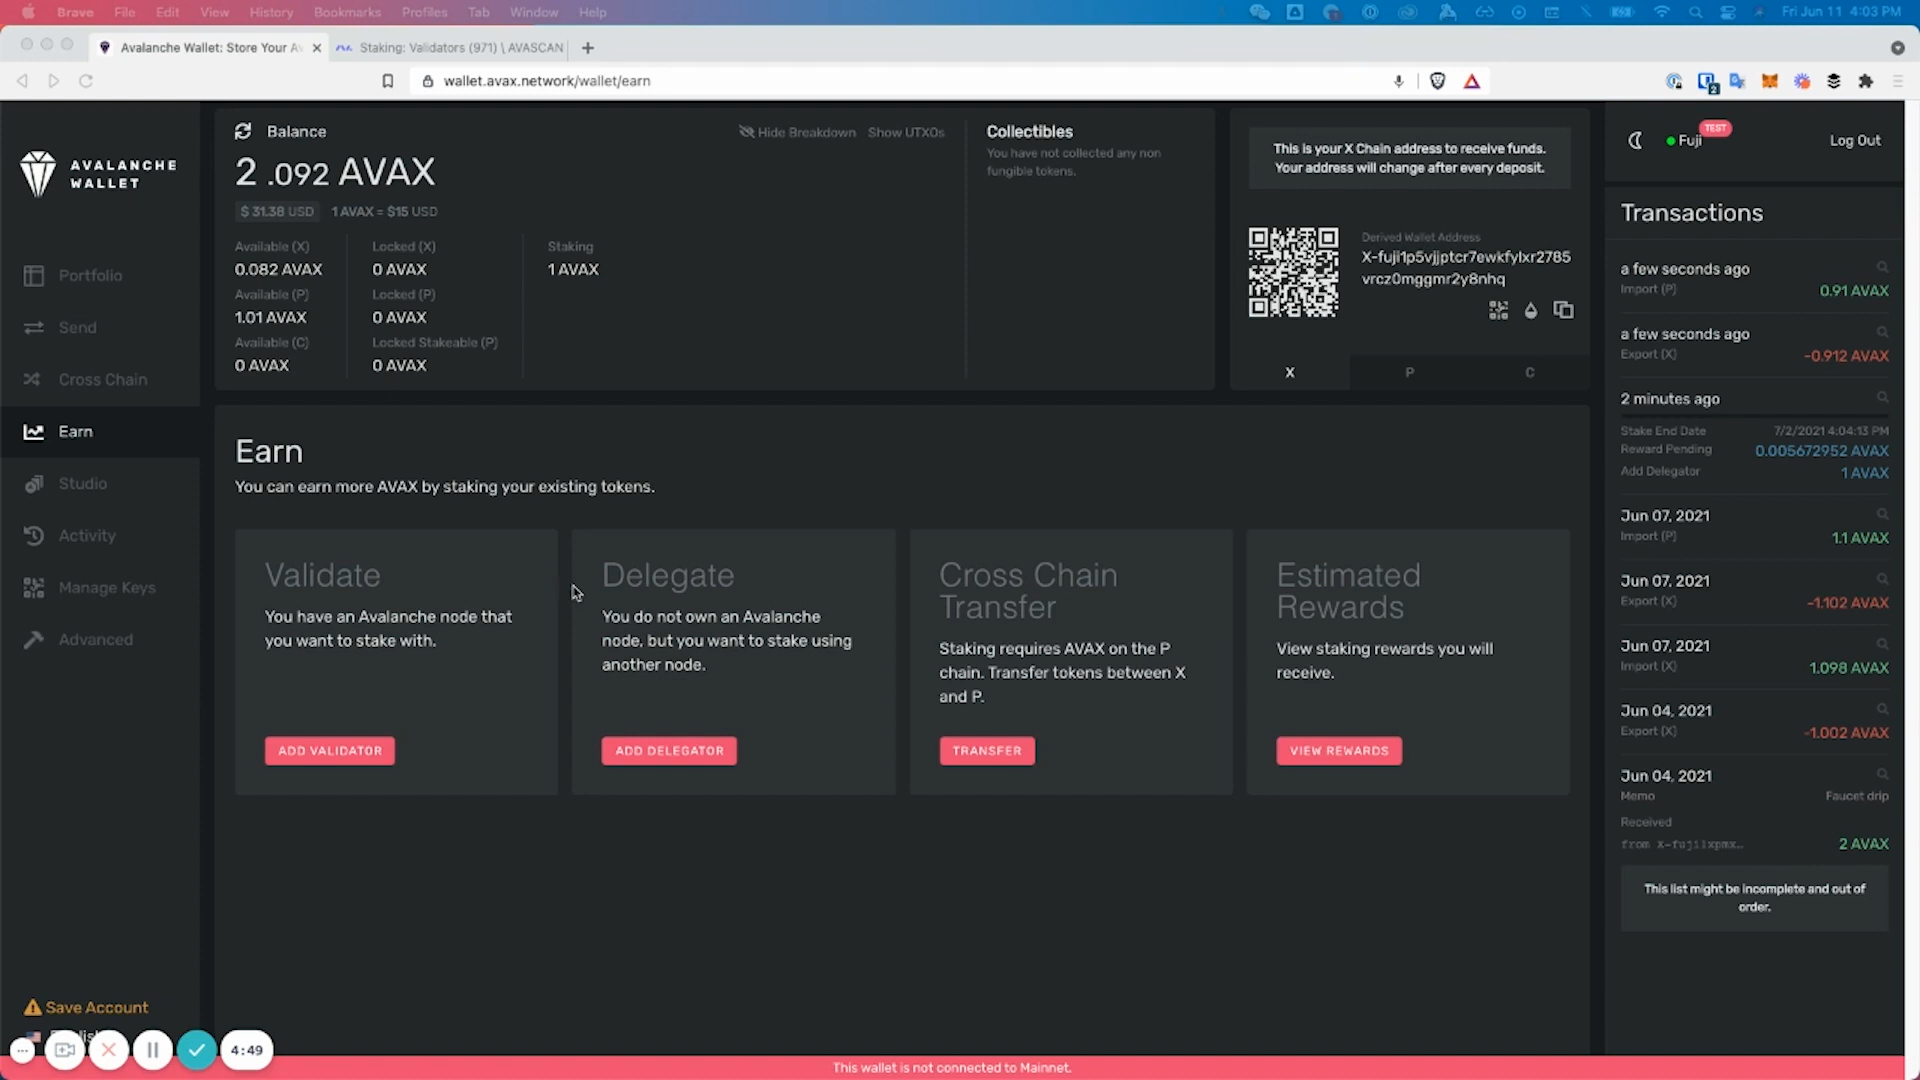 Brave File Edit View History Bookmarks Profiles Tab Window Help
Fri Jun 11 4:03 PM
Avalanche Wallet: Store Your Av
Staking: Validators (971) \ AVASCAN
wallet.avax.network/wallet/earn
2
AVALANCHE
WALLET
Portfolio
Send
Cross Chain
Earn
Studio
Activity
Manage Keys
Advanced
Save Account
4:49
Balance
Hide Breakdown Show UTXOs
2 .092 AVAX
$ 31.38 USD 1 AVAX = $15 USD
Available (X) Locked (X) Staking
0.082 AVAX 0 AVAX 1 AVAX
Available (P) Locked (P)
1.01 AVAX 0 AVAX
Available (C) Locked Stakeable (P)
0 AVAX 0 AVAX
Collectibles
You have not collected any non
fungible tokens.
This is your X Chain address to receive funds.
Your address will change after every deposit.
Derived Wallet Address
X-fuji1p5vjjptcr7ewkfylxr2785
vrcz0mggmr2y8nhq
X P C
Earn
You can earn more AVAX by staking your existing tokens.
Validate
You have an Avalanche node that
you want to stake with.
ADD VALIDATOR
Delegate
You do not own an Avalanche
node, but you want to stake using
another node.
ADD DELEGATOR
Cross Chain
Transfer
Staking requires AVAX on the P
chain. Transfer tokens between X
and P.
TRANSFER
Estimated
Rewards
View staking rewards you will
receive.
VIEW REWARDS
Fuji TEST Log Out
Transactions
a few seconds ago
Import (P) 0.91 AVAX
a few seconds ago
Export (X) -0.912 AVAX
2 minutes ago
Stake End Date 7/2/2021 4:04:13 PM
Reward Pending 0.005672952 AVAX
Add Delegator 1 AVAX
Jun 07, 2021
Import (P) 1.1 AVAX
Jun 07, 2021
Export (X) -1.102 AVAX
Jun 07, 2021
Import (X) 1.098 AVAX
Jun 04, 2021
Export (X) -1.002 AVAX
Jun 04, 2021
Memo Faucet drip
Received
from X-fuji1xpmx… 2 AVAX
This list might be incomplete and out of
order.
This wallet is not connected to Mainnet.